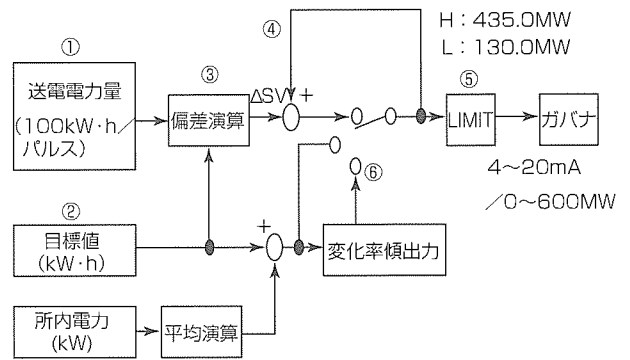 ①
送電電力量
(100kW·h/
パルス)
③
偏差演算
ΔSV
+
④
H：435.0MW
L：130.0MW
⑤
LIMIT
ガバナ
4～20mA
/0～600MW
⑥
②
目標値
(kW·h)
+
変化率傾出力
所内電力
(kW)
平均演算